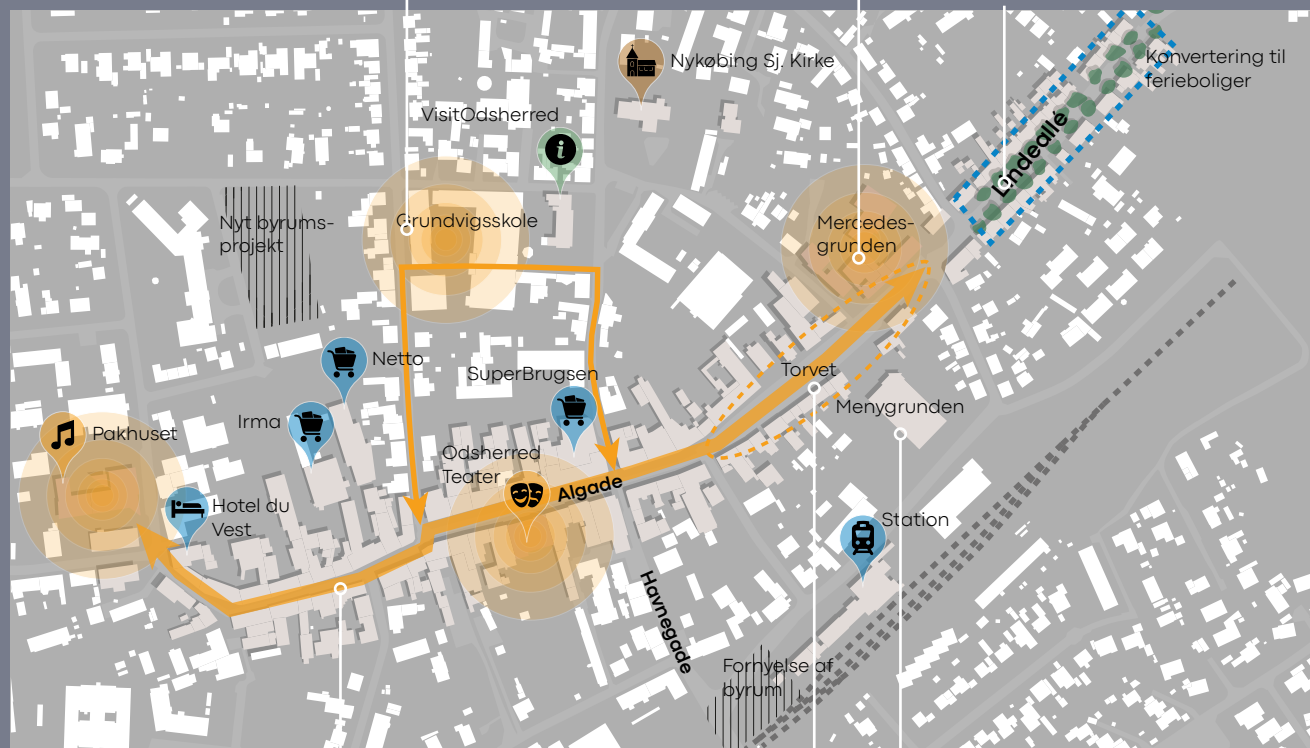 Nykøbing Sj. Kirke
Konvertering til
ferieboliger
VisitOdsherred
Lindeallé
Nyt byrums-
projekt
Grundvigsskole
Mercedes-
grunden
Netto
SuperBrugsen
Torvet
Irma
Menygrunden
Pakhuset
Odsherred
Teater
Algade
Hotel du
Vest
Station
Havnegade
Fornyelse af
byrum